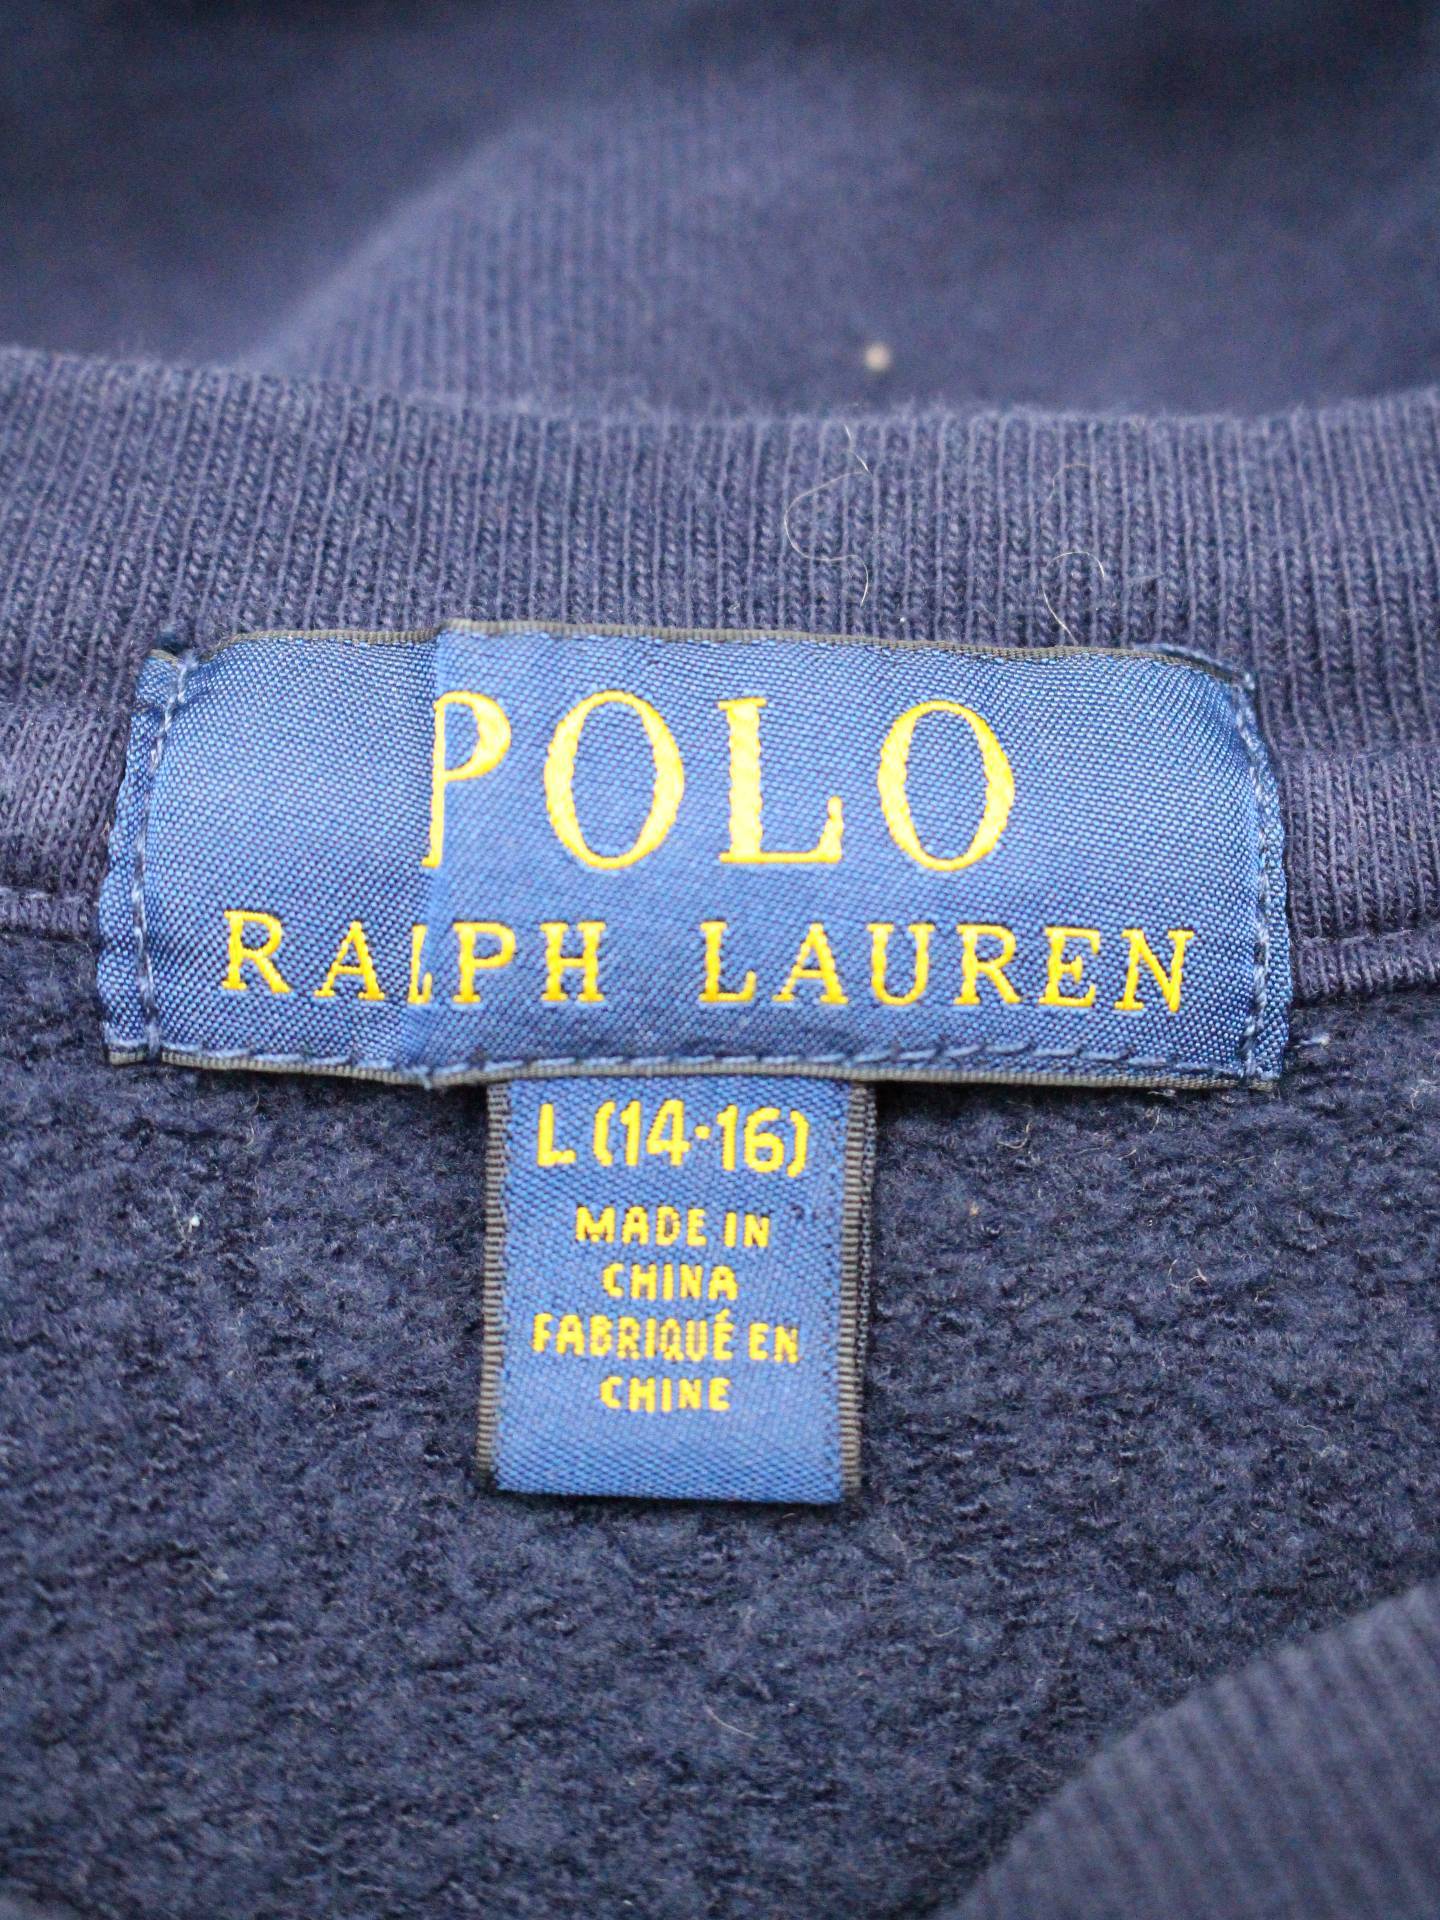 POLO
RALPH LAUREN
L (14-16)
MADE IN
CHINA
FABRIQUÉ EN
CHINE